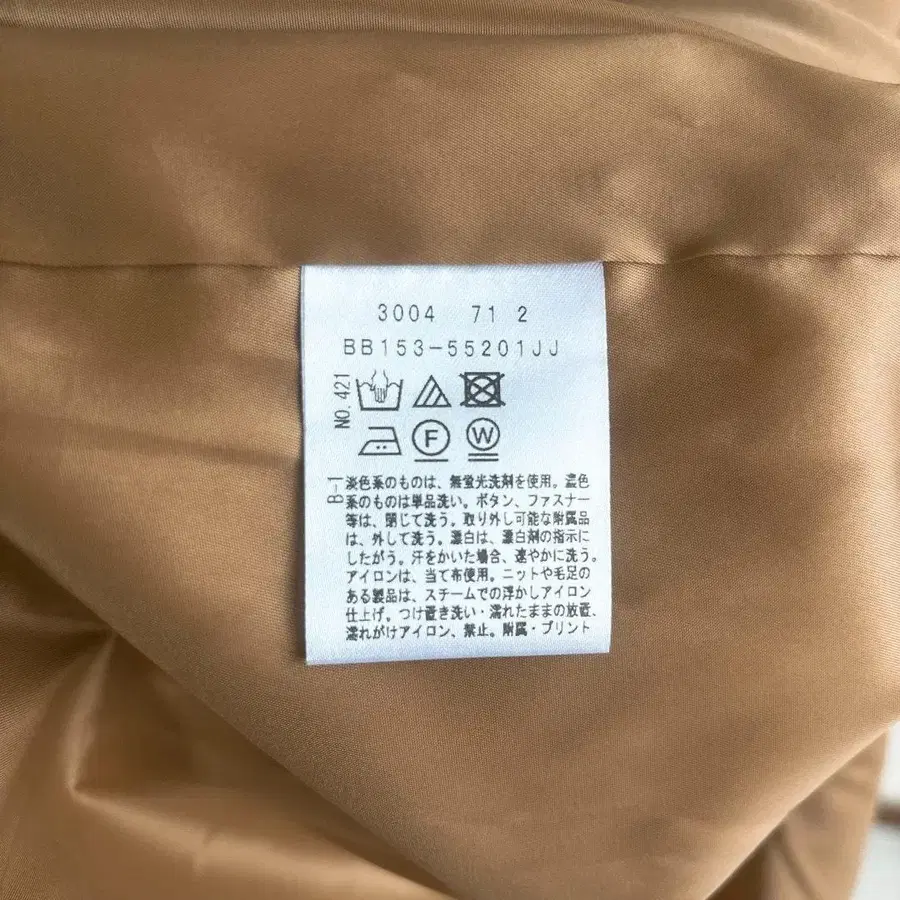 3004 71 2
BB153-55201JJ
NO. 421
F
W
B-1
淡色系のものは、無蛍光洗剤を使用。濃色
系のものは単品洗い。ボタン、ファスナー
等は、閉じて洗う。取り外し可能な附属品
は、外して洗う。漂白は、漂白剤の指示に
したがう。汗をかいた場合、速やかに洗う。
アイロンは、当て布使用。ニットや毛足の
ある製品は、スチームでの浮かしアイロン
仕上げ。つけ置き洗い・濡れたままの放置、
濡れがけアイロン、禁止。附属・プリント